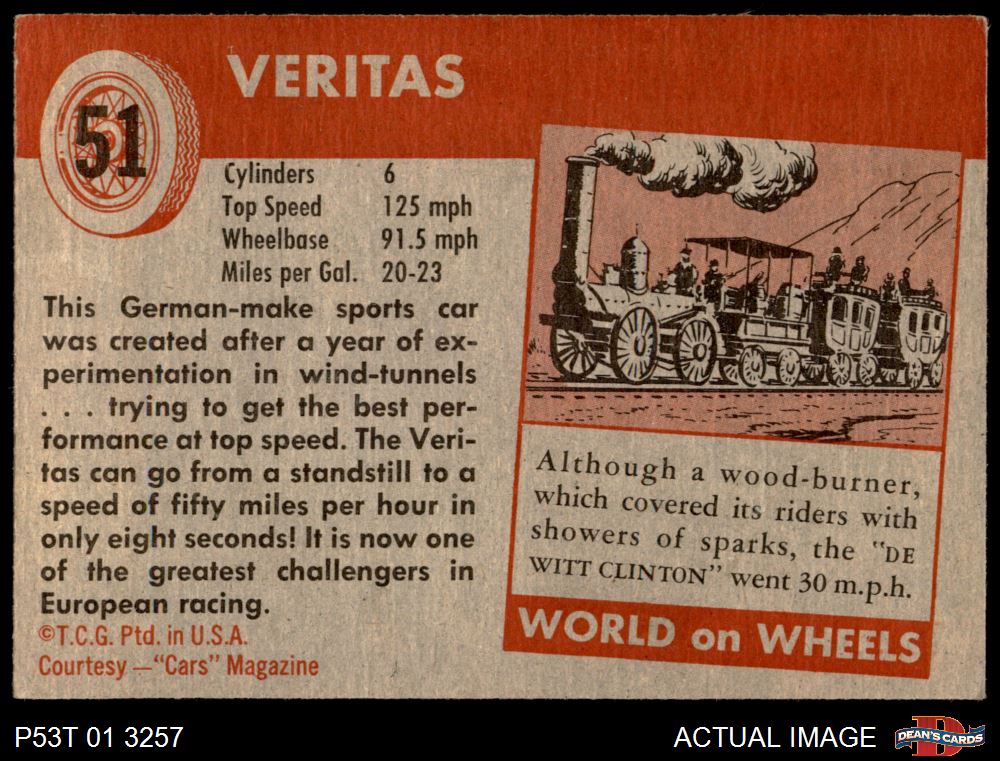 51
VERITAS
Cylinders 6
Top Speed 125 mph
Wheelbase 91.5 mph
Miles per Gal. 20-23
This German-make sports car
was created after a year of ex-
perimentation in wind-tunnels
. . . trying to get the best per-
formance at top speed. The Veri-
tas can go from a standstill to a
speed of fifty miles per hour in
only eight seconds! It is now one
of the greatest challengers in
European racing.
©T.C.G. Ptd. in U.S.A.
Courtesy —"Cars" Magazine
Although a wood-burner,
which covered its riders with
showers of sparks, the "DE
WITT CLINTON" went 30 m.p.h.
WORLD on WHEELS
P53T 01 3257
ACTUAL IMAGE
DEAN'S CARDS